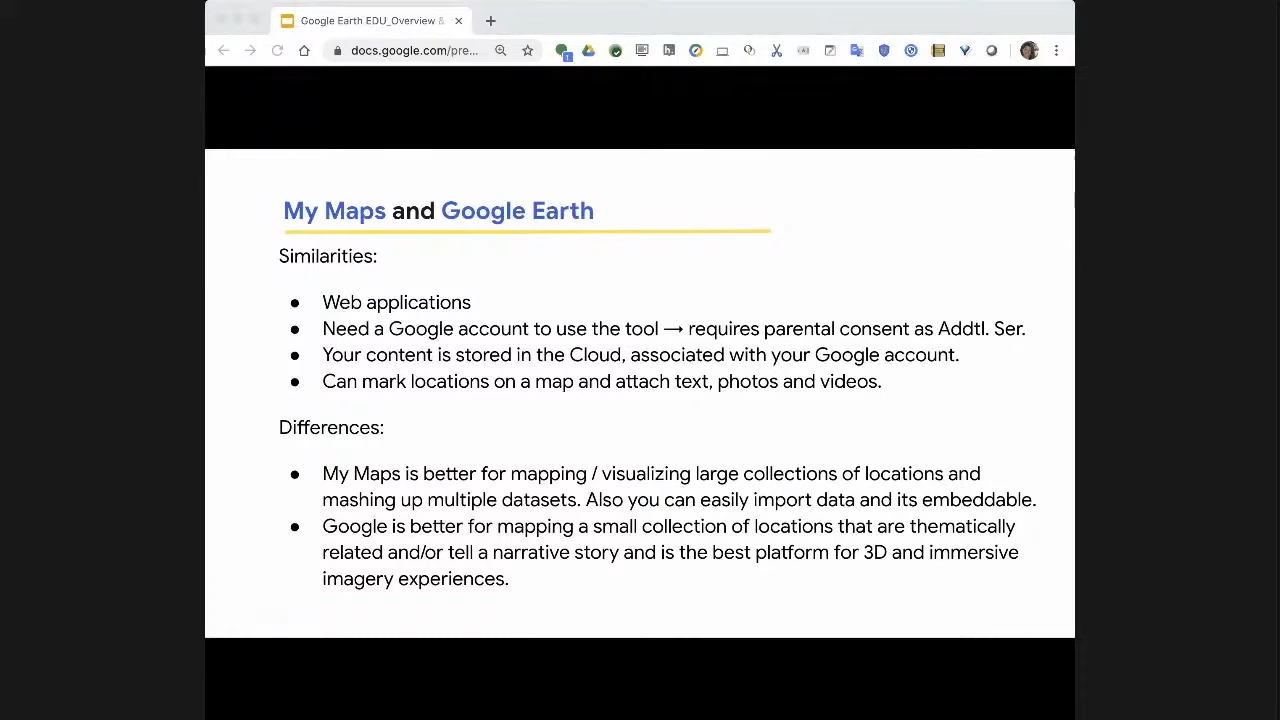 Google Earth EDU_Overview &
docs.google.com/pre...
1
My Maps and Google Earth
Similarities:
● Web applications
● Need a Google account to use the tool → requires parental consent as Addtl. Ser.
● Your content is stored in the Cloud, associated with your Google account.
● Can mark locations on a map and attach text, photos and videos.
Differences:
● My Maps is better for mapping / visualizing large collections of locations and
mashing up multiple datasets. Also you can easily import data and its embeddable.
● Google is better for mapping a small collection of locations that are thematically
related and/or tell a narrative story and is the best platform for 3D and immersive
imagery experiences.